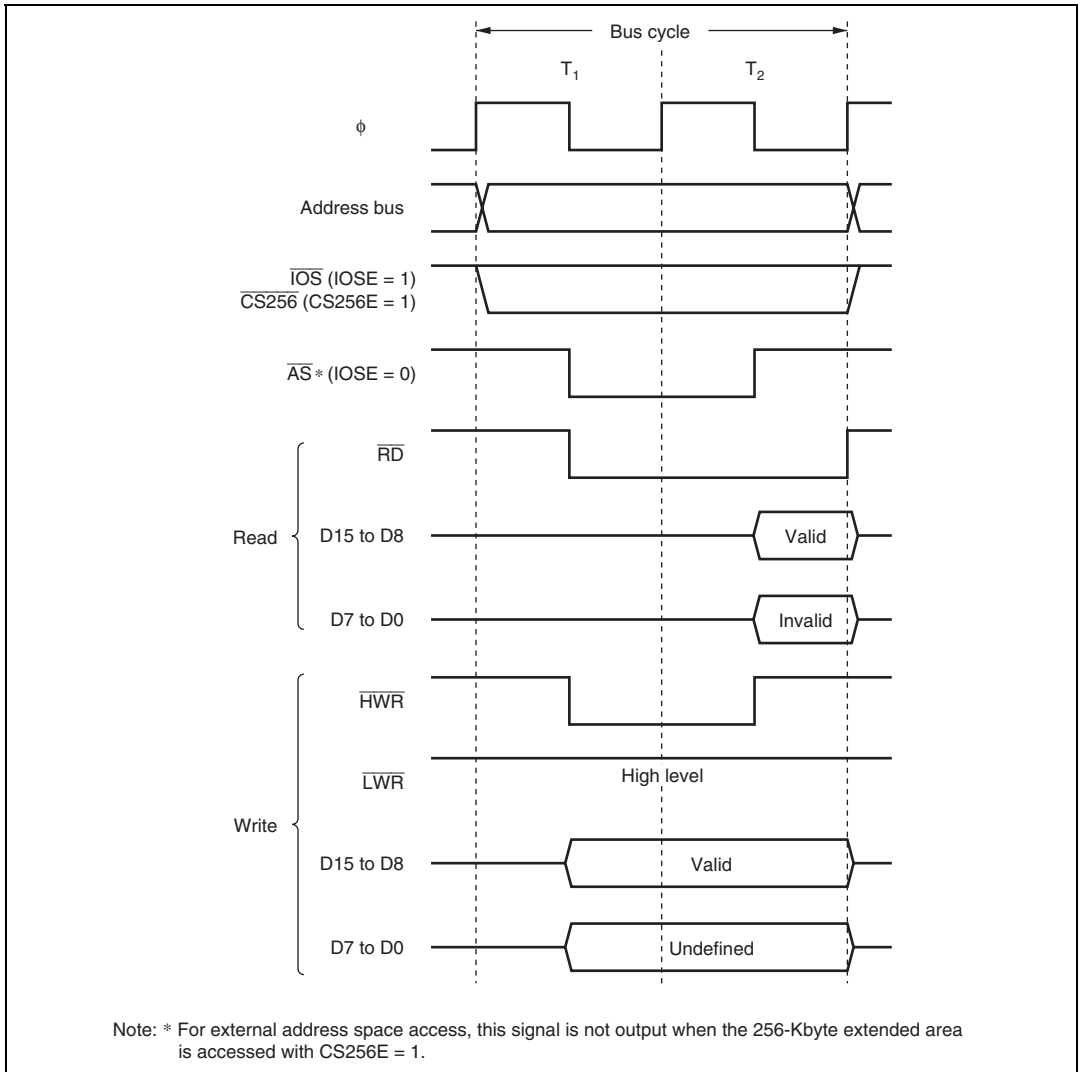 Bus cycle
T1 T2
ϕ
Address bus
IOS (IOSE = 1)
CS256 (CS256E = 1)
AS * (IOSE = 0)
RD
Read D15 to D8 Valid
D7 to D0 Invalid
HWR
High level
LWR
Write
D15 to D8 Valid
D7 to D0 Undefined
Note: * For external address space access, this signal is not output when the 256-Kbyte extended area
is accessed with CS256E = 1.